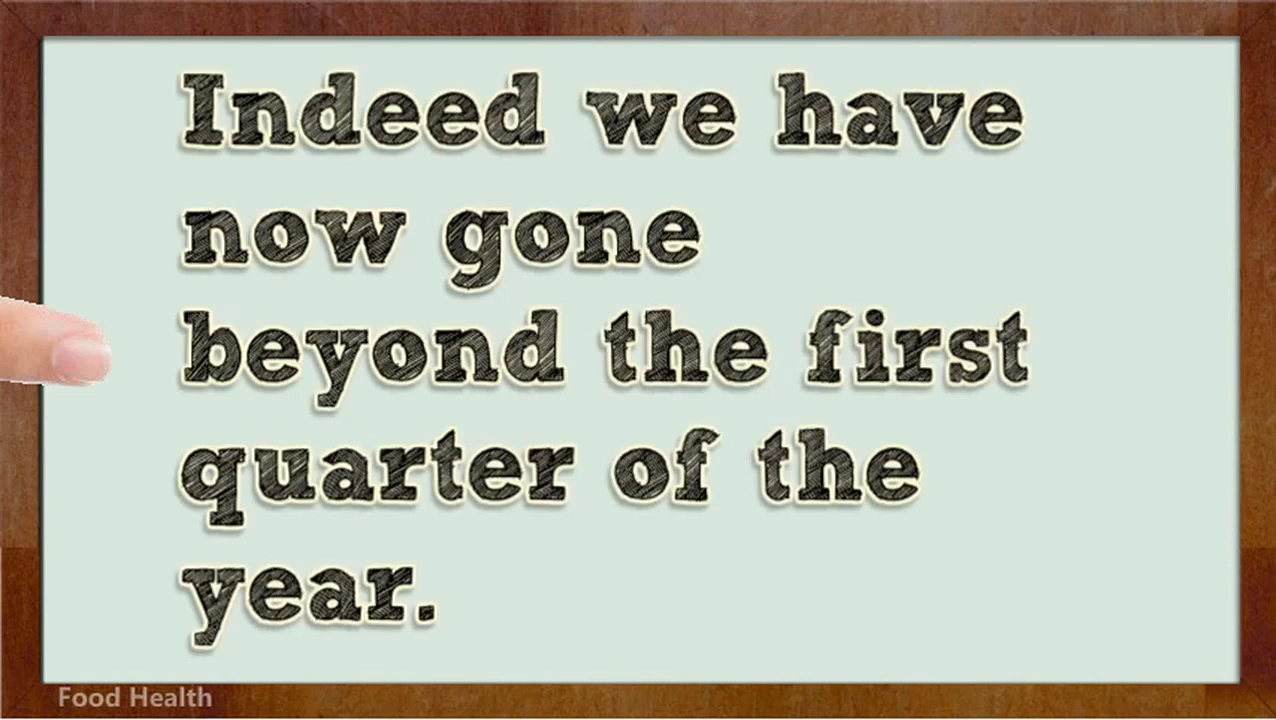 Indeed we have
now gone
beyond the first
quarter of the
year.
Food Health